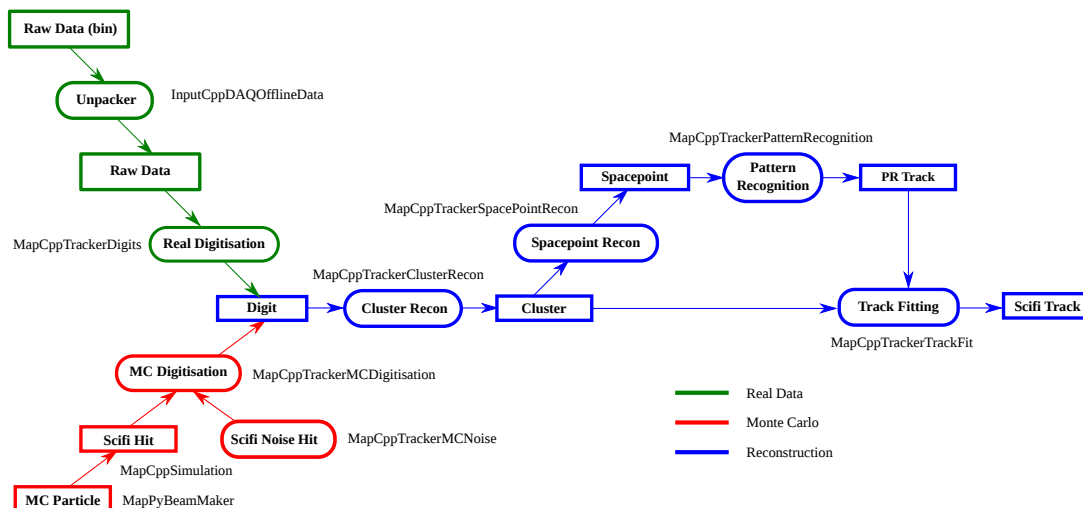 Raw Data (bin)
Unpacker
InputCppDAQOfflineData
Raw Data
MapCppTrackerPatternRecognition
Spacepoint
Pattern
Recognition
PR Track
MapCppTrackerSpacePointRecon
MapCppTrackerDigits
Real Digitisation
Spacepoint Recon
MapCppTrackerClusterRecon
Digit
Cluster Recon
Cluster
Track Fitting
Scifi Track
MapCppTrackerTrackFit
MC Digitisation
MapCppTrackerMCDigitisation
Real Data
Monte Carlo
Reconstruction
Scifi Hit
Scifi Noise Hit
MapCppTrackerMCNoise
MapCppSimulation
MC Particle
MapPyBeamMaker